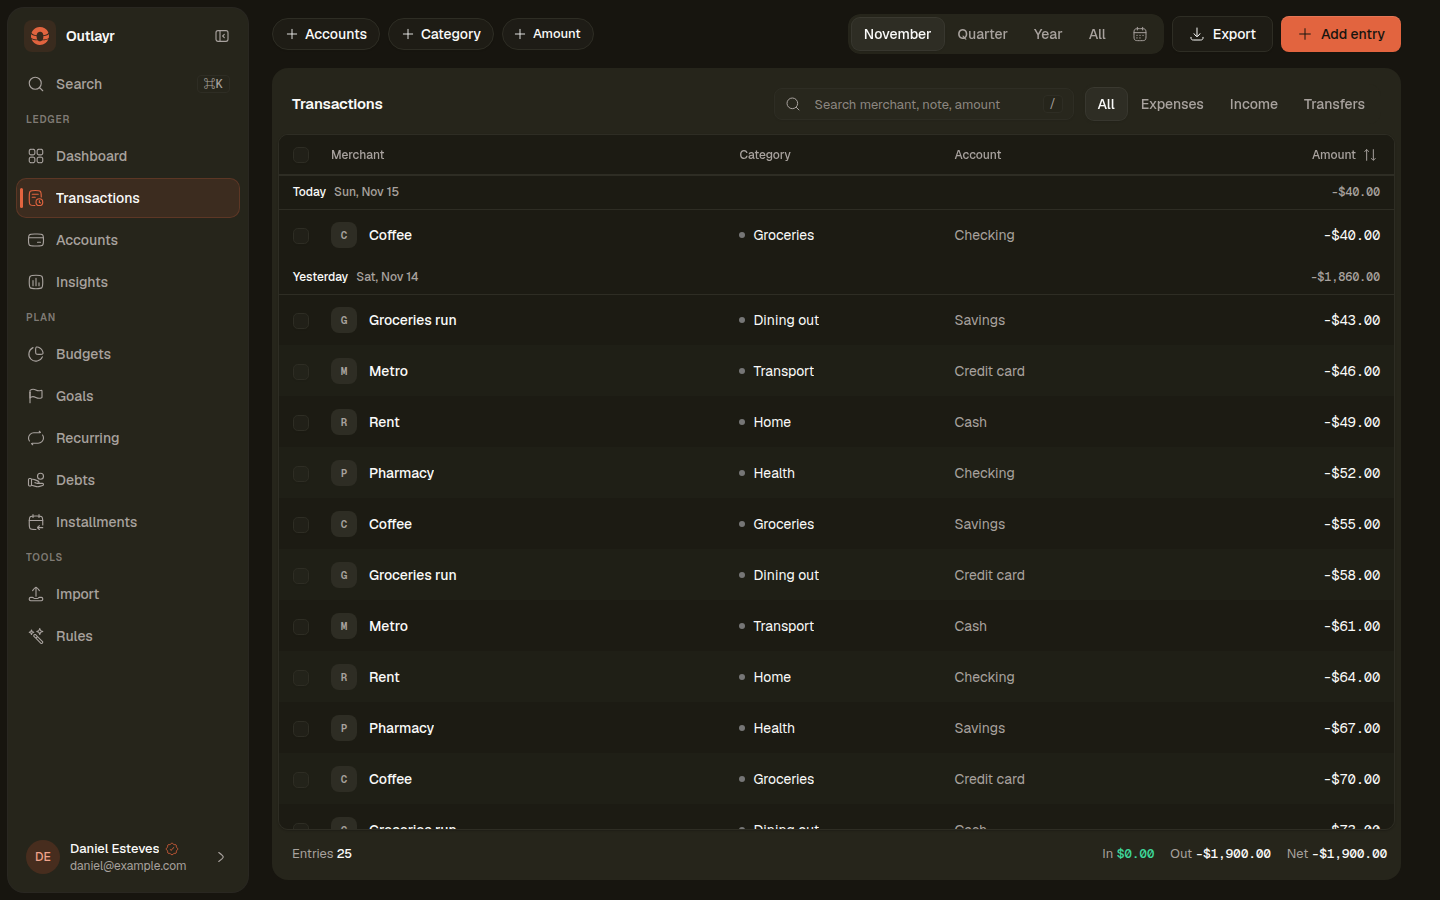 Outlayr
Search ⌘K
LEDGER
Dashboard
Transactions
Accounts
Insights
PLAN
Budgets
Goals
Recurring
Debts
Installments
TOOLS
Import
Rules
DE Daniel Esteves
daniel@example.com
Accounts Category Amount
November Quarter Year All Export Add entry
Transactions Search merchant, note, amount / All Expenses Income Transfers
Merchant Category Account Amount
Today Sun, Nov 15 -$40.00
C Coffee Groceries Checking -$40.00
Yesterday Sat, Nov 14 -$1,860.00
G Groceries run Dining out Savings -$43.00
M Metro Transport Credit card -$46.00
R Rent Home Cash -$49.00
P Pharmacy Health Checking -$52.00
C Coffee Groceries Savings -$55.00
G Groceries run Dining out Credit card -$58.00
M Metro Transport Cash -$61.00
R Rent Home Checking -$64.00
P Pharmacy Health Savings -$67.00
C Coffee Groceries Credit card -$70.00
G Groceries run Dining out Cash -$73.00
Entries 25 In $0.00 Out -$1,900.00 Net -$1,900.00